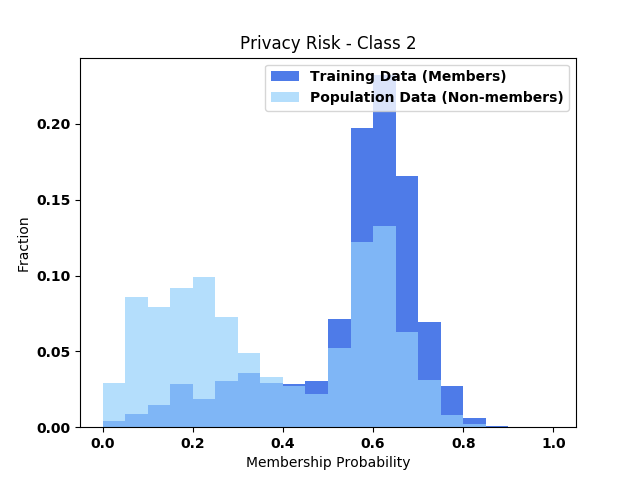 Privacy Risk - Class 2
Training Data (Members)
Population Data (Non-members)
Fraction
0.20
0.15
0.10
0.05
0.00
0.0 0.2 0.4 0.6 0.8 1.0
Membership Probability